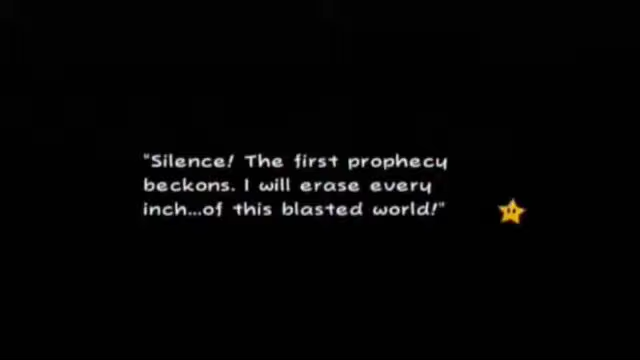 "Silence! The first prophecy
beckons. I will erase every
inch...of this blasted world!"